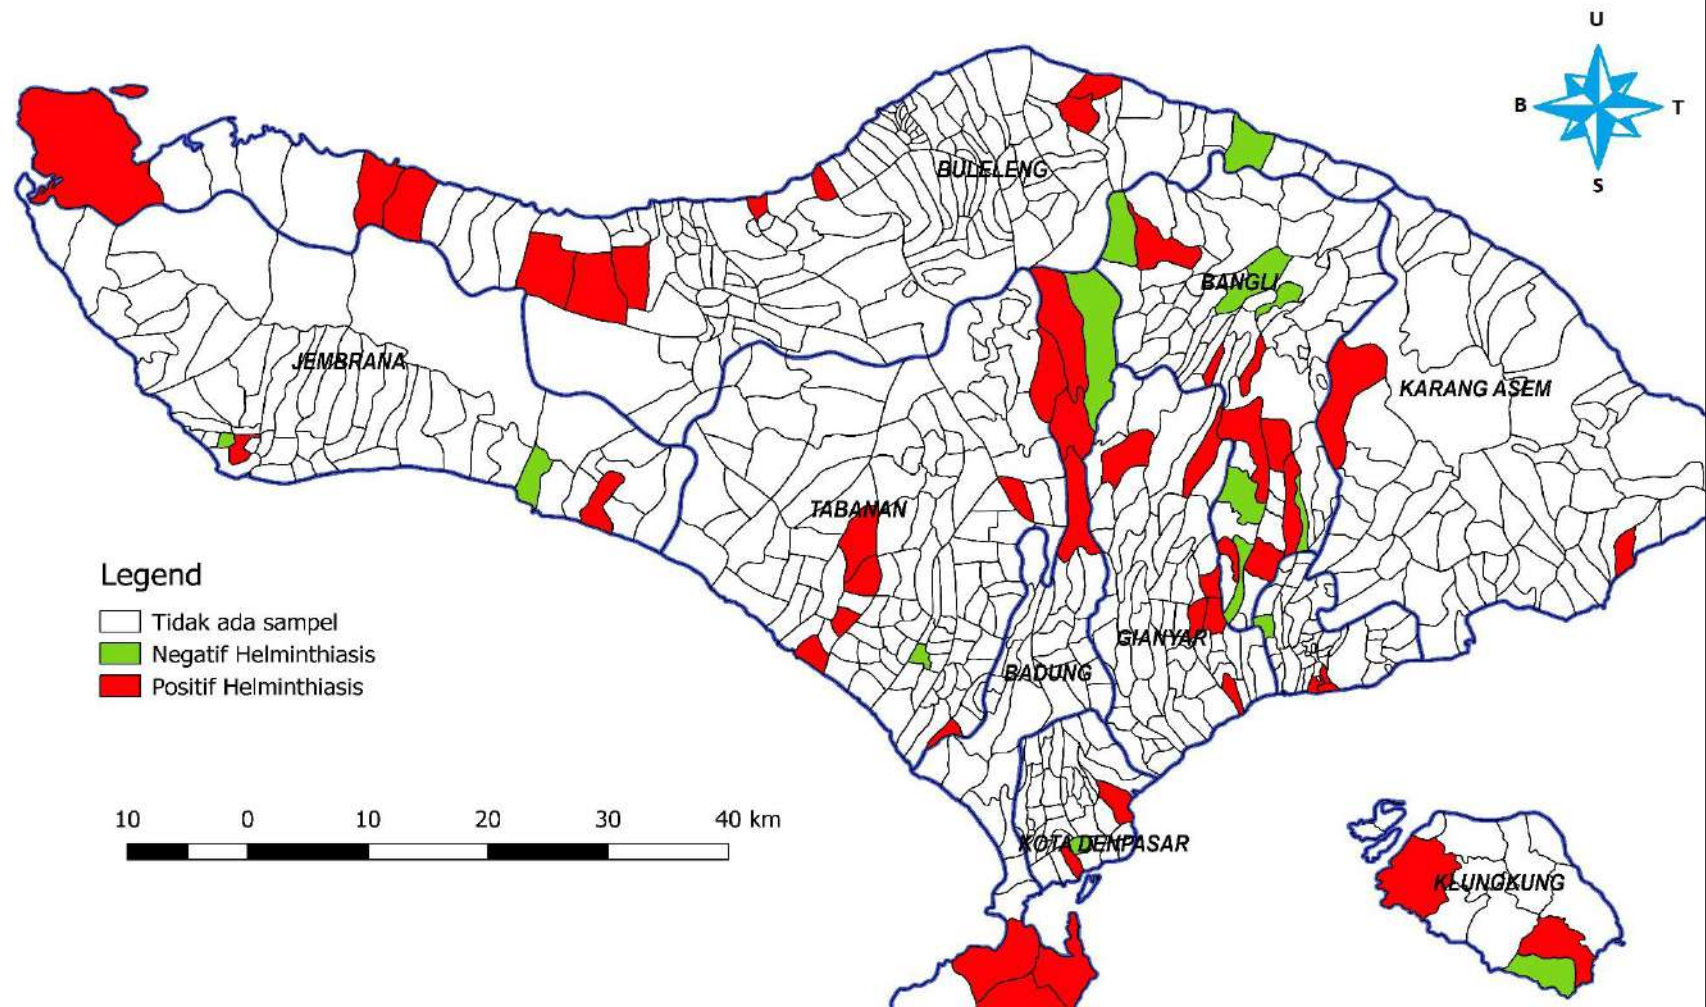 U
B
T
S
BULELENG
BANGLI
JEMBRANA
KARANG ASEM
TABANAN
GIANYAR
BADUNG
KOTA DENPASAR
KLUNGKUNG
Legend
Tidak ada sampel
Negatif Helminthiasis
Positif Helminthiasis
10 0 10 20 30 40 km